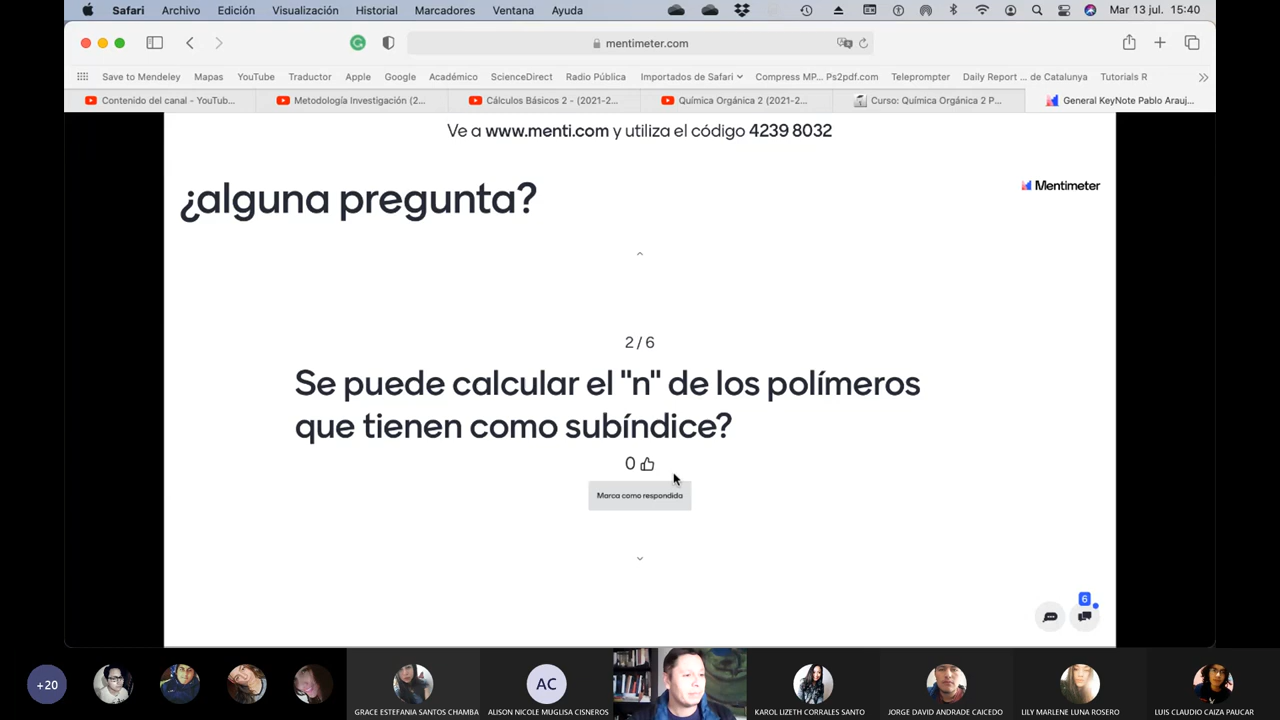 Safari Archivo Edición Visualización Historial Marcadores Ventana Ayuda Mar 13 jul. 15:40
mentimeter.com
Save to Mendeley Mapas YouTube Traductor Apple Google Académico ScienceDirect Radio Pública Importados de Safari Compress MP... Ps2pdf.com Teleprompter Daily Report ... de Catalunya Tutorials R
Contenido del canal - YouTub... Metodología Investigación (2... Cálculos Básicos 2 - (2021-2... Química Orgánica 2 (2021-2... Curso: Química Orgánica 2 P... General KeyNote Pablo Arauj...
Ve a www.menti.com y utiliza el código 4239 8032
¿alguna pregunta?
Mentimeter
2 / 6
Se puede calcular el "n" de los polímeros
que tienen como subíndice?
0
Marca como respondida
6
+20
AC
GRACE ESTEFANIA SANTOS CHAMBA ALISON NICOLE MUGLISA CISNEROS KAROL LIZETH CORRALES SANTO JORGE DAVID ANDRADE CAICEDO LILY MARLENE LUNA ROSERO LUIS CLAUDIO CAIZA PAUCAR